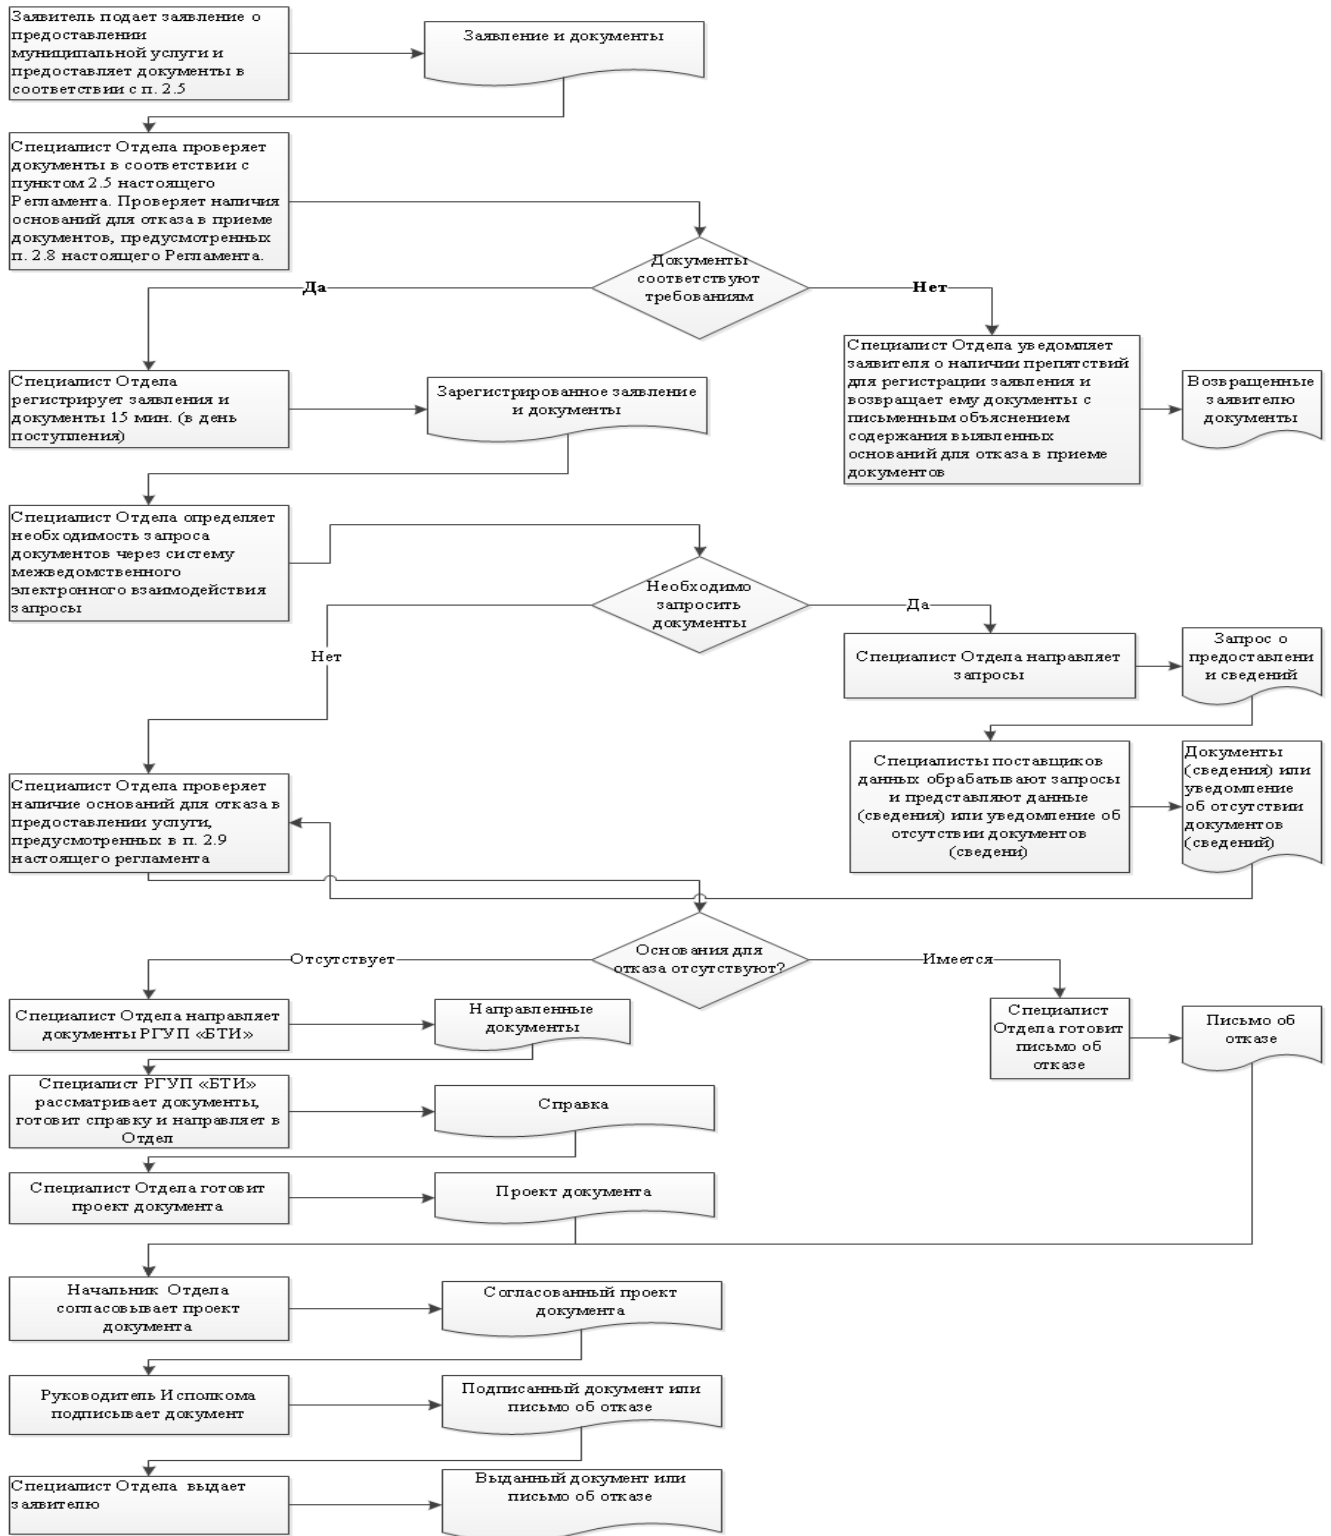 Заявитель подает заявление о
предоставлении
муниципальной услуги и
предоставляет документы в
соответствии с п. 2.5
Заявление и документы
Специалист Отдела проверяет
документы в соответствии с
пунктом 2.5 настоящего
Регламента. Проверяет наличия
оснований для отказа в приеме
документов, предусмотренных
п. 2.8 настоящего Регламента.
Документы
соответствуют
требованиям
Да
Нет
Специалист Отдела
регистрирует заявления и
документы 15 мин. (в день
поступления)
Зарегистрированное заявление
и документы
Специалист Отдела уведомляет
заявителя о наличии препятствий
для регистрации заявления и
возвращает ему документы с
письменным объяснением
содержания выявленных
оснований для отказа в приеме
документов
Возвращенные
заявителю
документы
Специалист Отдела определяет
необходимость запроса
документов через систему
межведомственного
электронного взаимодействия
запросы
Необходимо
запросить
документы
Да
Нет
Специалист Отдела направляет
запросы
Запрос о
предоставлени
и сведений
Специалисты поставщиков
данных обрабатывают запросы
и представляют данные
(сведения) или уведомление об
отсутствии документов
(сведени)
Документы
(сведения) или
уведомление
об отсутствии
документов
(сведений)
Специалист Отдела проверяет
наличие оснований для отказа в
предоставлении услуги,
предусмотренных в п. 2.9
настоящего регламента
Основания для
отказа отсутствуют?
Отсутствует
Имеется
Специалист Отдела направляет
документы РГУП «БТИ»
Направленные
документы
Специалист
Отдела готовит
письмо об
отказе
Письмо об
отказе
Специалист РГУП «БТИ»
рассматривает документы,
готовит справку и направляет в
Отдел
Справка
Специалист Отдела готовит
проект документа
Проект документа
Начальник  Отдела
согласовывает проект
документа
Согласованный проект
документа
Руководитель Исполкома
подписывает документ
Подписанный документ или
письмо об отказе
Специалист Отдела  выдает
заявителю
Выданный документ или
письмо об отказе